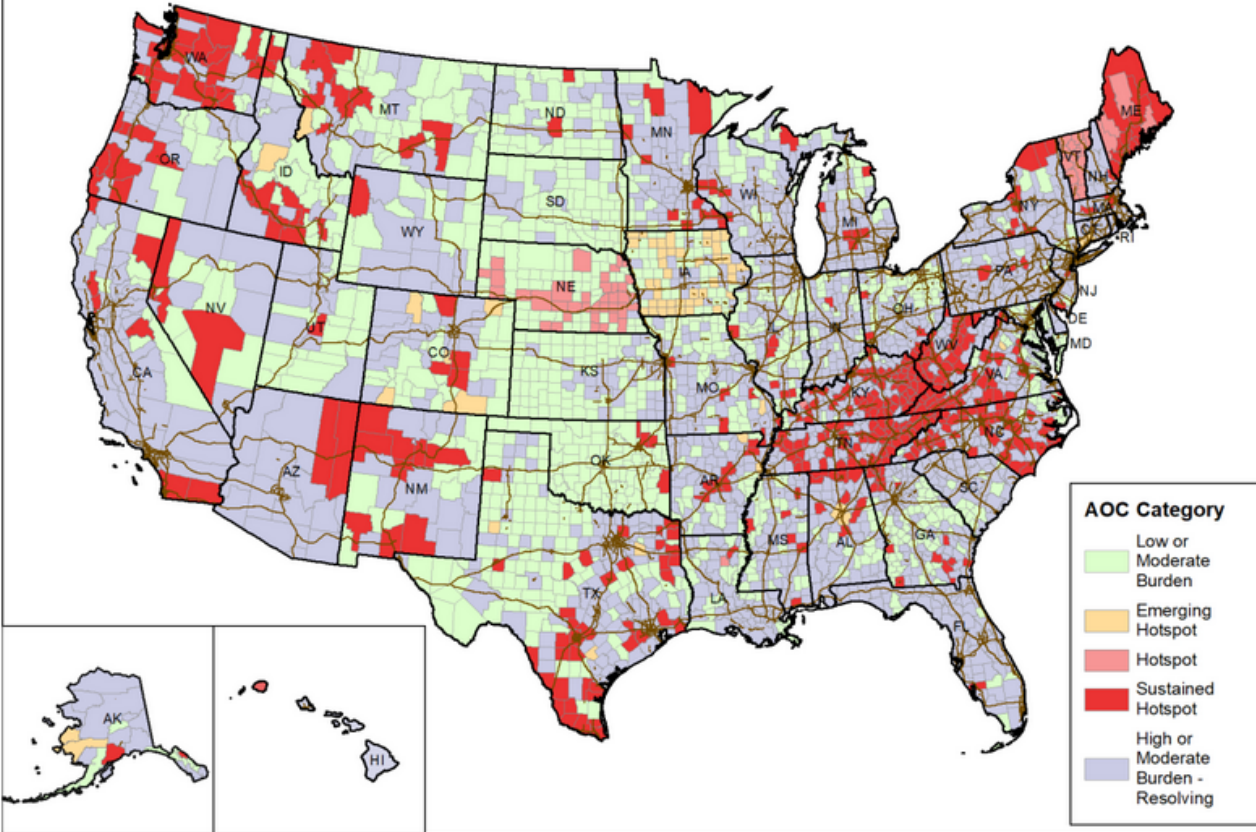 WA
MT
ND
MN
ME
OR
ID
SD
WI
VT
NH
WY
MI
NY
MA
CT
RI
NV
UT
NE
IA
PA
NJ
CA
CO
KS
MO
IL
IN
OH
WV
DE
MD
KY
VA
AZ
NM
OK
AR
TN
NC
SC
TX
LA
MS
AL
GA
FL
AK
HI
AOC Category
Low or
Moderate
Burden
Emerging
Hotspot
Hotspot
Sustained
Hotspot
High or
Moderate
Burden -
Resolving